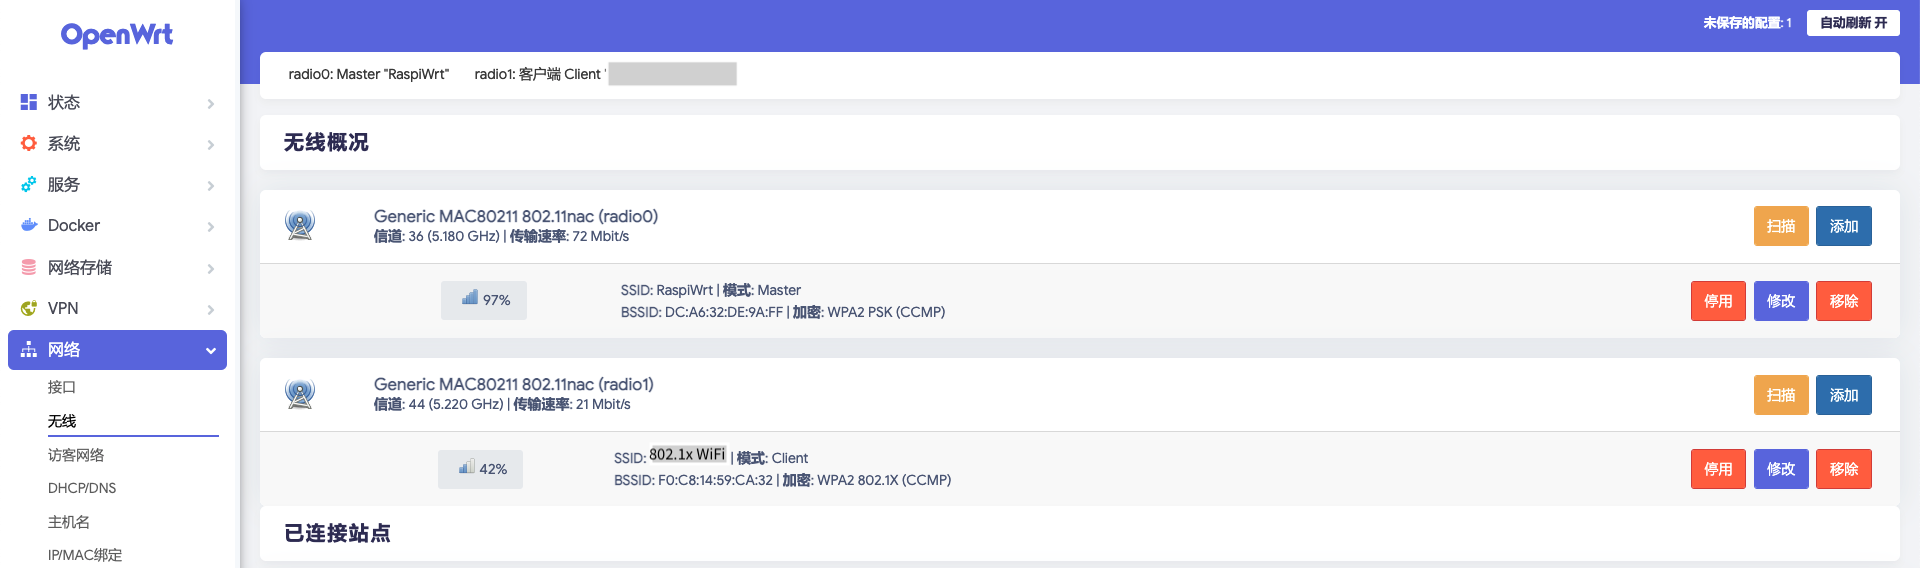 OpenWrt
未保存的配置: 1
自动刷新 开
radio0: Master "RaspiWrt" radio1: 客户端 Client "
状态
系统
服务
Docker
网络存储
VPN
网络
接口
无线
访客网络
DHCP/DNS
主机名
IP/MAC绑定
无线概况
Generic MAC80211 802.11nac (radio0)
信道: 36 (5.180 GHz) | 传输速率: 72 Mbit/s
扫描 添加
97%
SSID: RaspiWrt | 模式: Master
BSSID: DC:A6:32:DE:9A:FF | 加密: WPA2 PSK (CCMP)
停用 修改 移除
Generic MAC80211 802.11nac (radio1)
信道: 44 (5.220 GHz) | 传输速率: 21 Mbit/s
扫描 添加
42%
SSID: 802.1x WiFi | 模式: Client
BSSID: F0:C8:14:59:CA:32 | 加密: WPA2 802.1X (CCMP)
停用 修改 移除
已连接站点